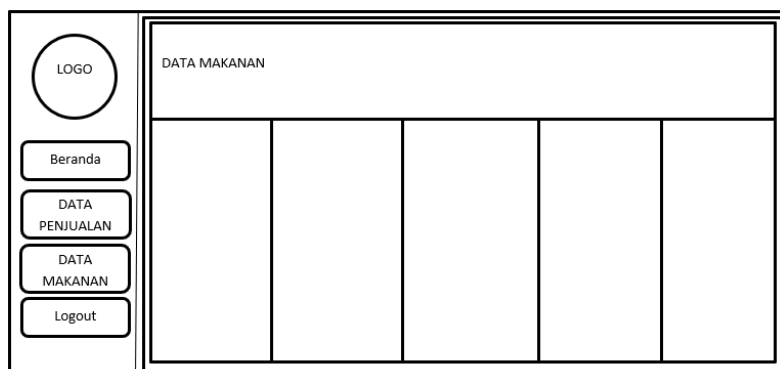 LOGO
DATA MAKANAN
Beranda
DATA
PENJUALAN
DATA
MAKANAN
Logout